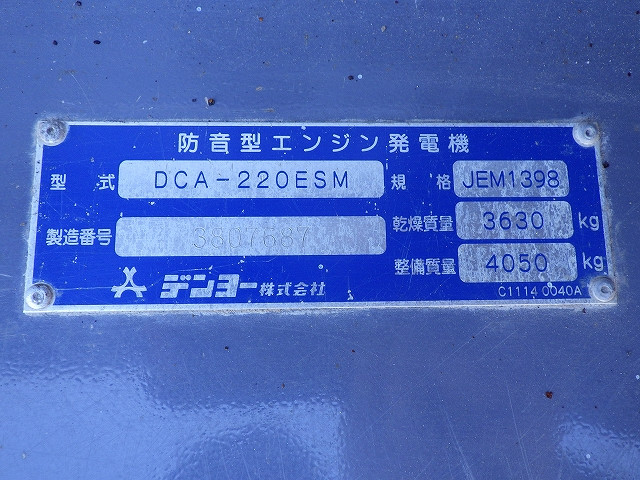 防音型エンジン発電機
型式 DCA-220ESM 規格 JEM1398
製造番号 3807687 乾燥質量 3630 kg
整備質量 4050 kg
デンヨー株式会社
C1114 0040A